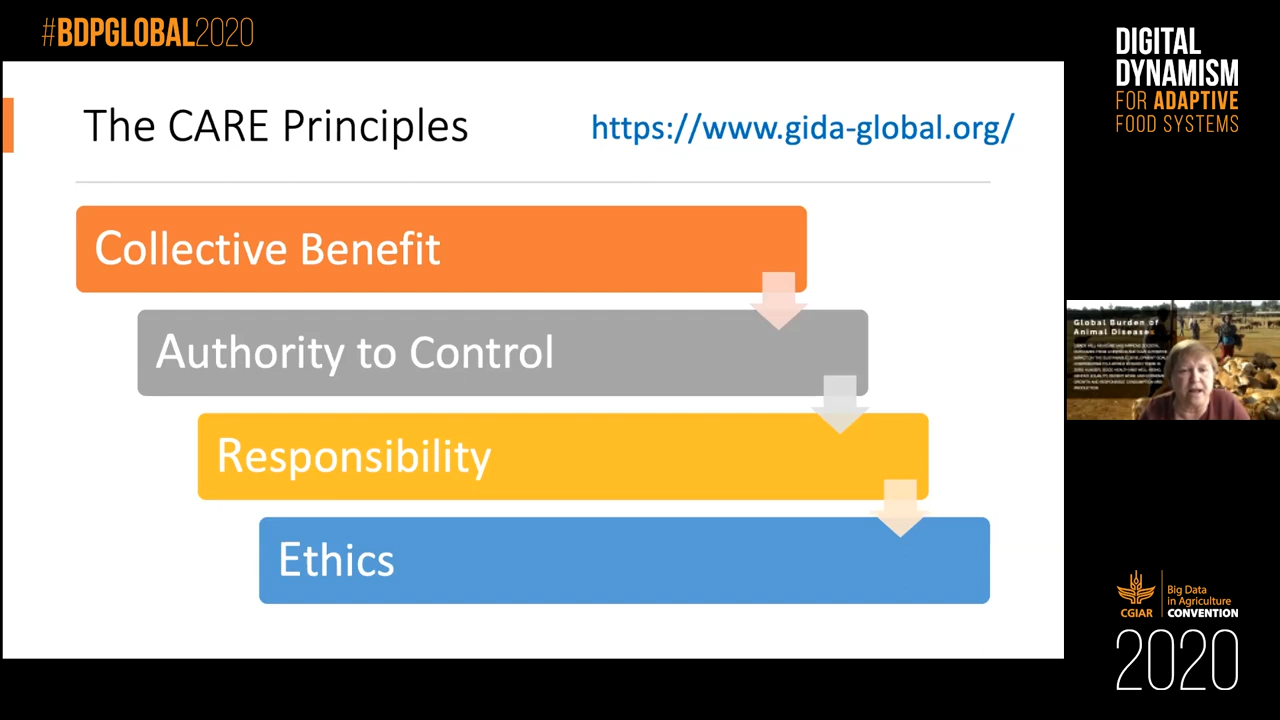 #BDPGLOBAL2020
DIGITAL
DYNAMISM
FOR ADAPTIVE
FOOD SYSTEMS
The CARE Principles
https://www.gida-global.org/
Collective Benefit
Authority to Control
Responsibility
Ethics
Global Burden of
Animal Diseases
CGIAR
Big Data
in Agriculture
CONVENTION
2020